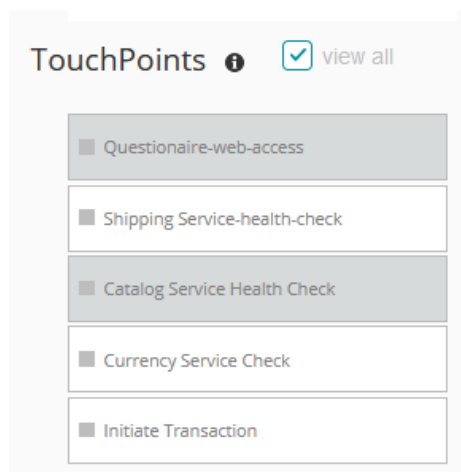 TouchPoints view all
Questionaire-web-access
Shipping Service-health-check
Catalog Service Health Check
Currency Service Check
Initiate Transaction